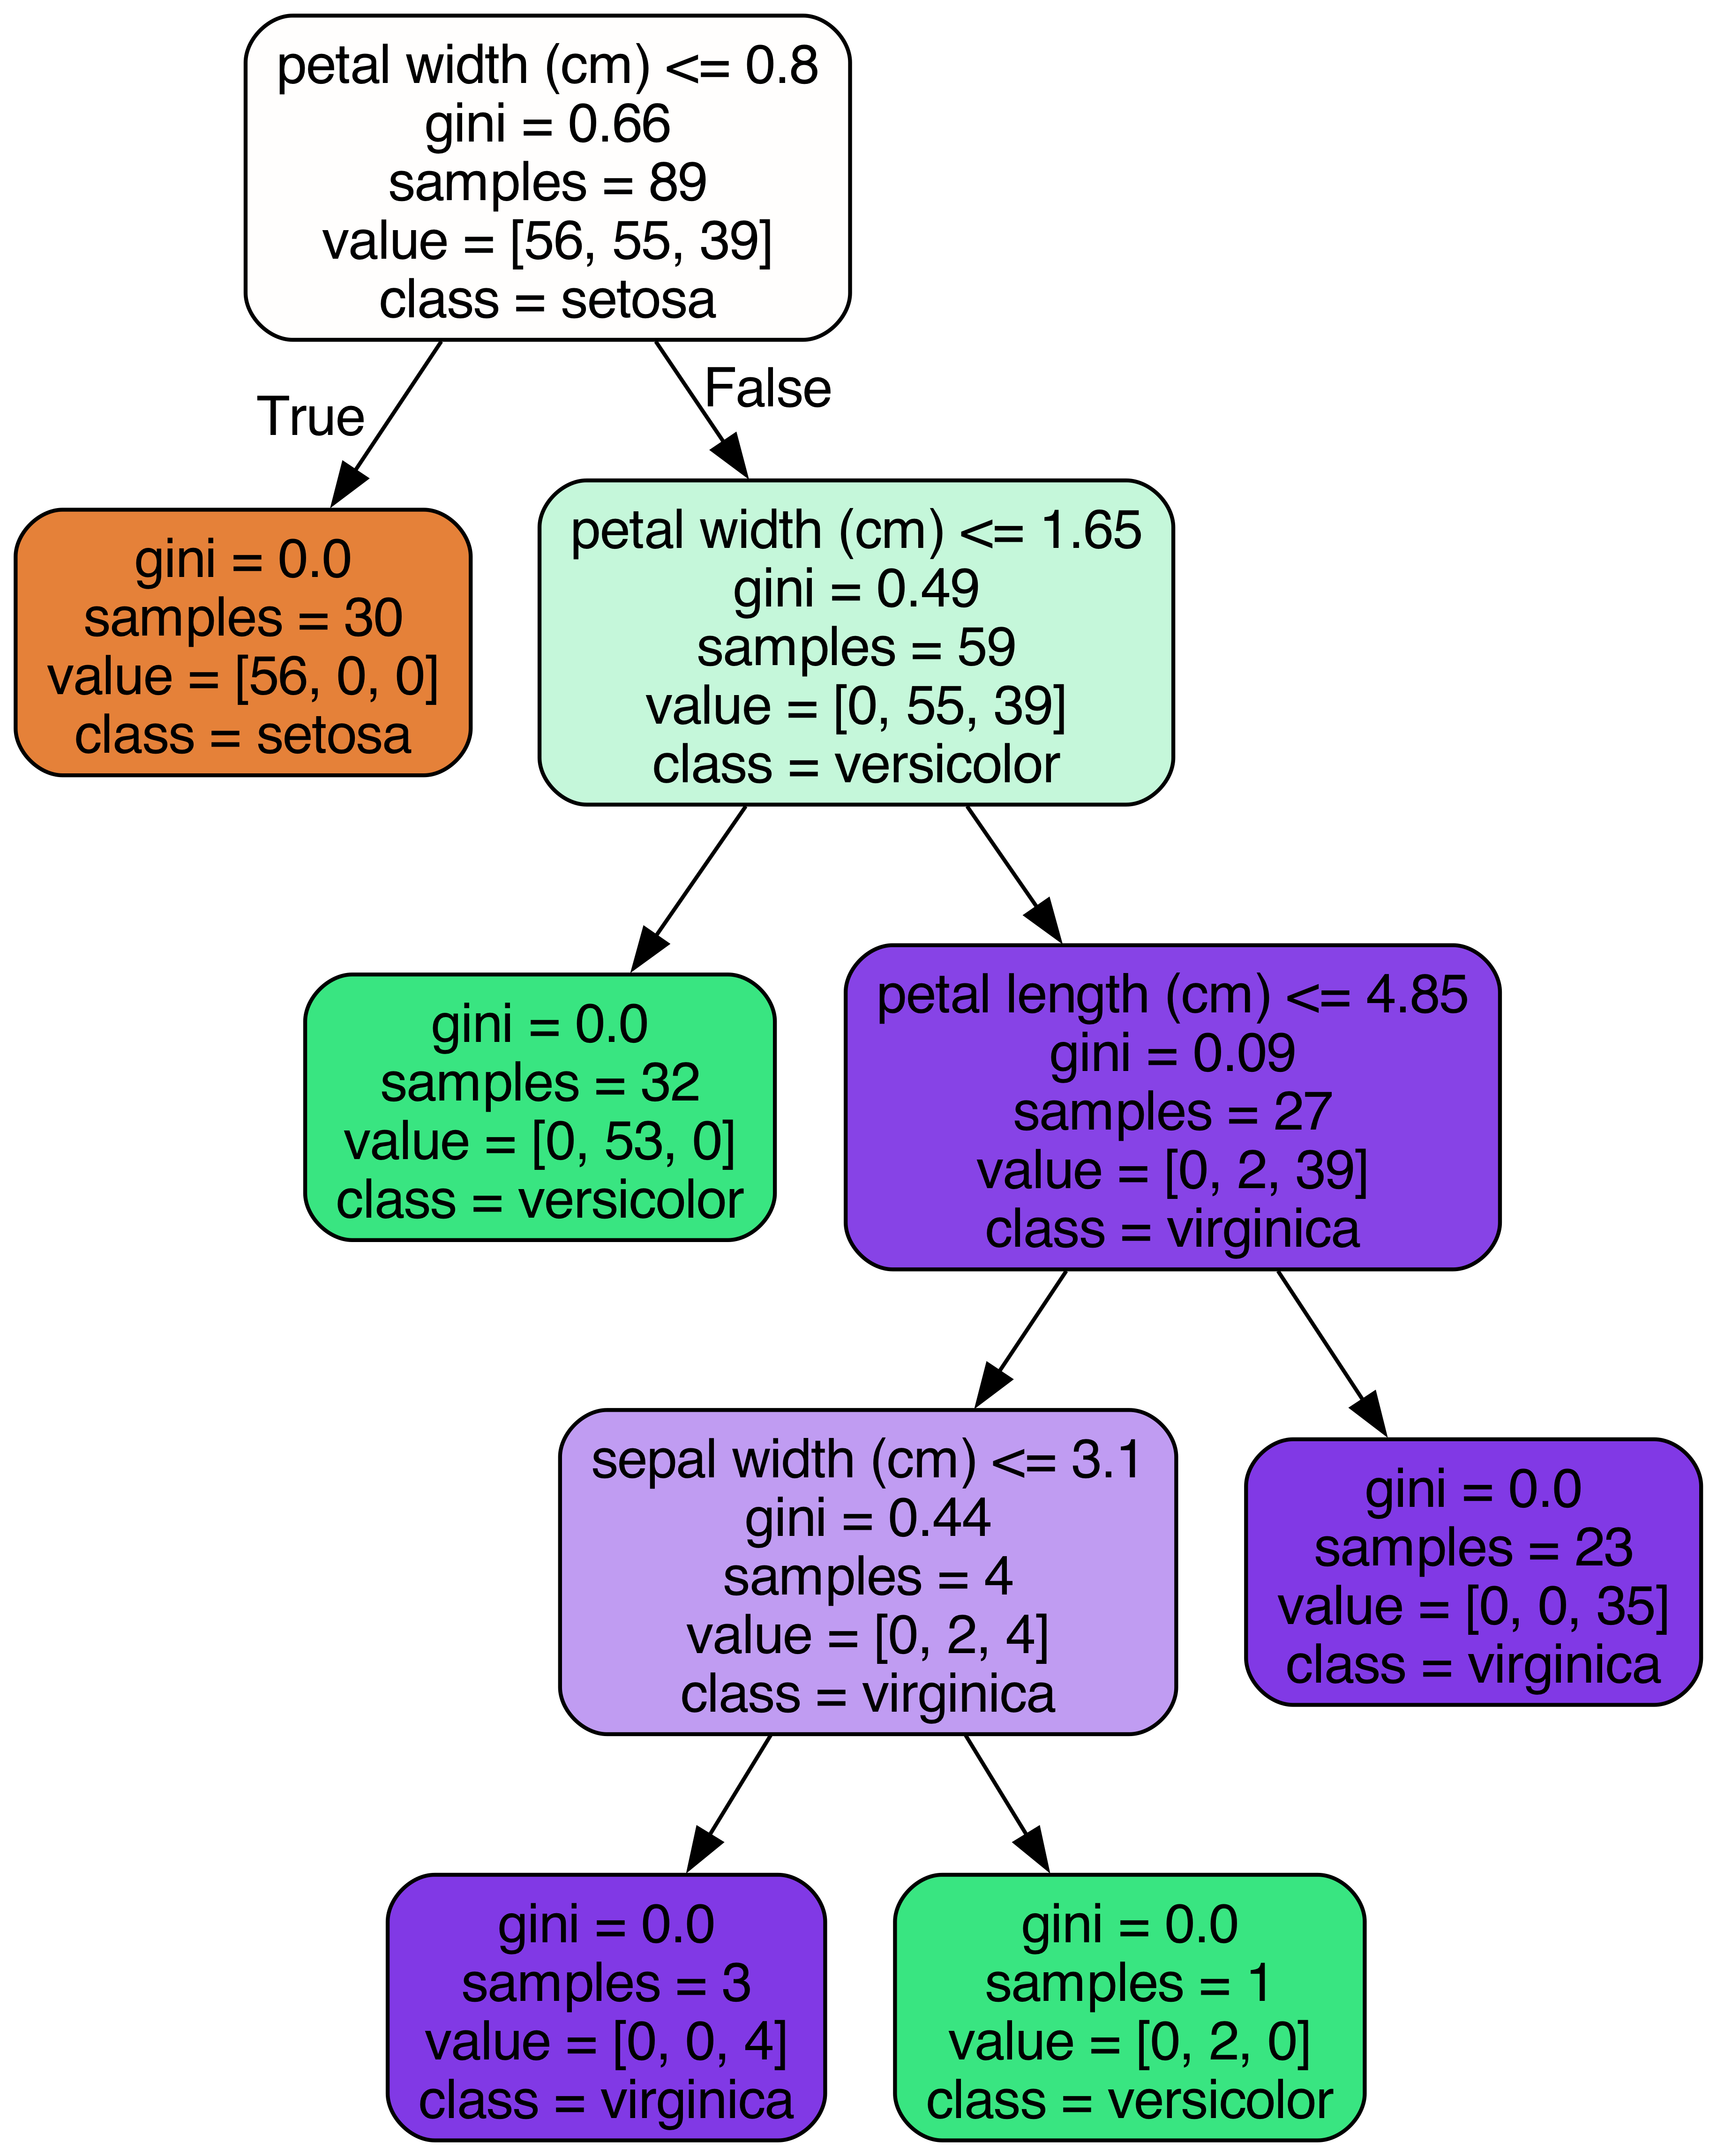 petal width (cm) <= 0.8
gini = 0.66
samples = 89
value = [56, 55, 39]
class = setosa
True
False
gini = 0.0
samples = 30
value = [56, 0, 0]
class = setosa
petal width (cm) <= 1.65
gini = 0.49
samples = 59
value = [0, 55, 39]
class = versicolor
gini = 0.0
samples = 32
value = [0, 53, 0]
class = versicolor
petal length (cm) <= 4.85
gini = 0.09
samples = 27
value = [0, 2, 39]
class = virginica
sepal width (cm) <= 3.1
gini = 0.44
samples = 4
value = [0, 2, 4]
class = virginica
gini = 0.0
samples = 23
value = [0, 0, 35]
class = virginica
gini = 0.0
samples = 3
value = [0, 0, 4]
class = virginica
gini = 0.0
samples = 1
value = [0, 2, 0]
class = versicolor